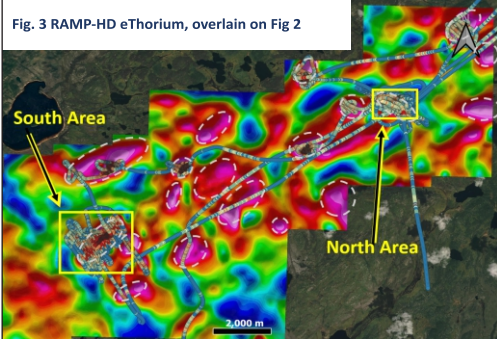 Fig. 3 RAMP-HD eThorium, overlain on Fig 2
South Area
North Area
2,000 m